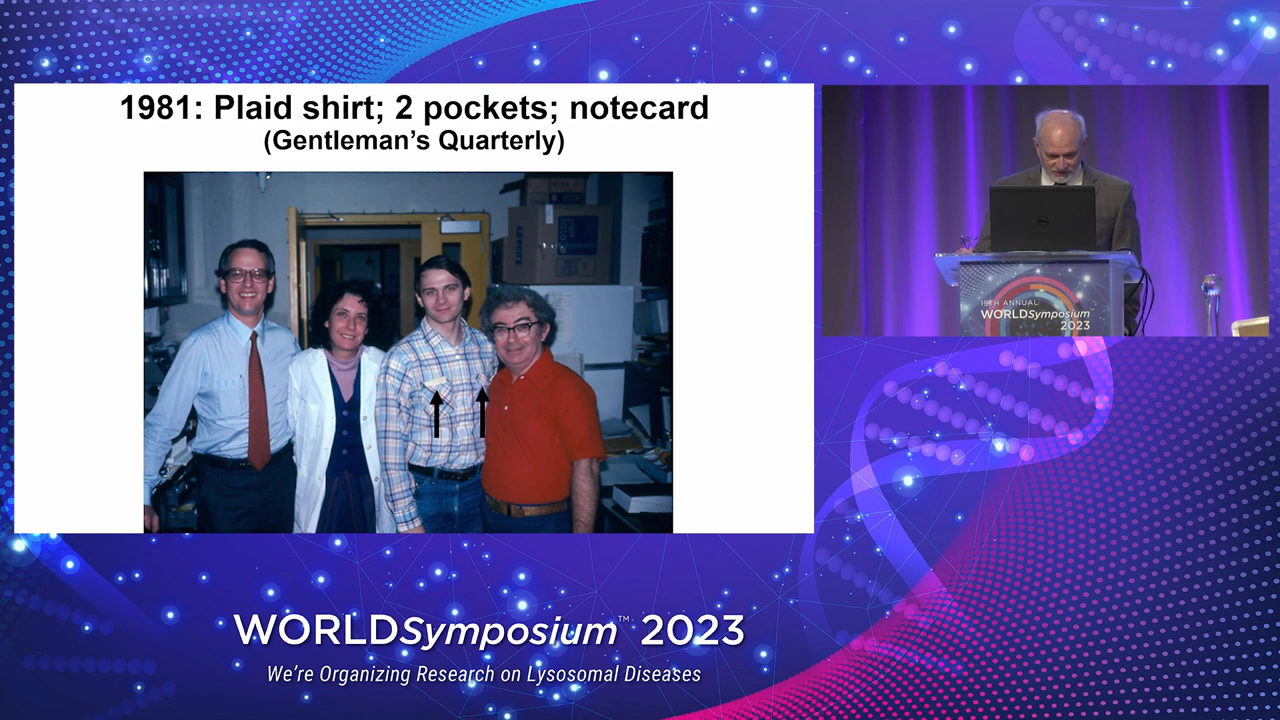 1981: Plaid shirt; 2 pockets; notecard
(Gentleman’s Quarterly)
19TH ANNUAL
WORLDSymposium
2023
WORLDSymposium™ 2023
We’re Organizing Research on Lysosomal Diseases